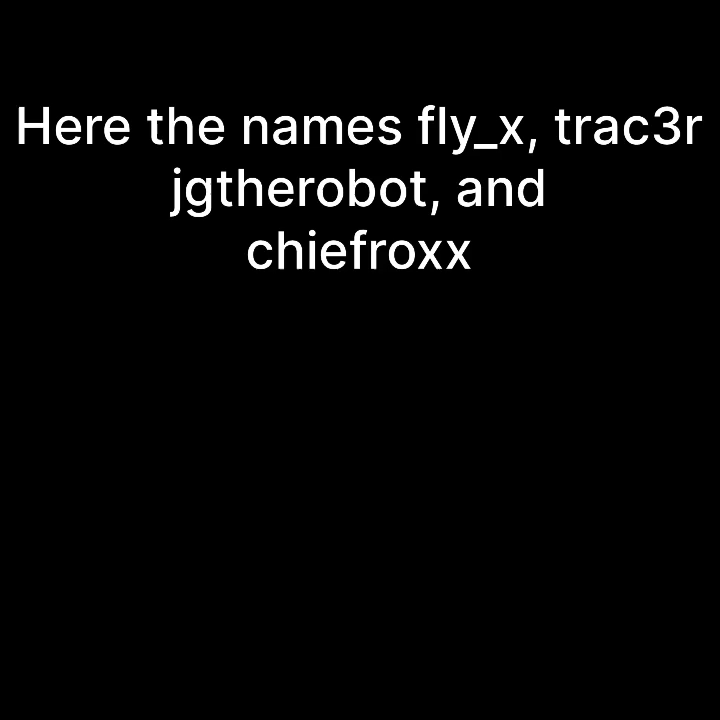 Here the names fly_x, trac3r
jgtherobot, and
chiefroxx